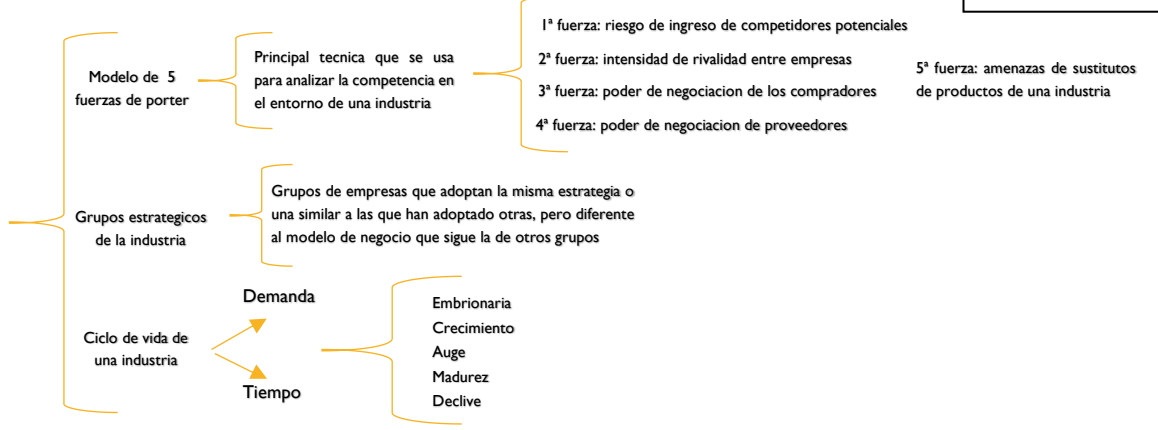 Modelo de 5
fuerzas de porter
Principal tecnica que se usa
para analizar la competencia en
el entorno de una industria
1ª fuerza: riesgo de ingreso de competidores potenciales
2ª fuerza: intensidad de rivalidad entre empresas
3ª fuerza: poder de negociacion de los compradores
4ª fuerza: poder de negociacion de proveedores
5ª fuerza: amenazas de sustitutos
de productos de una industria
Grupos estrategicos
de la industria
Grupos de empresas que adoptan la misma estrategia o
una similar a las que han adoptado otras, pero diferente
al modelo de negocio que sigue la de otros grupos
Ciclo de vida de
una industria
Demanda
Tiempo
Embrionaria
Crecimiento
Auge
Madurez
Declive